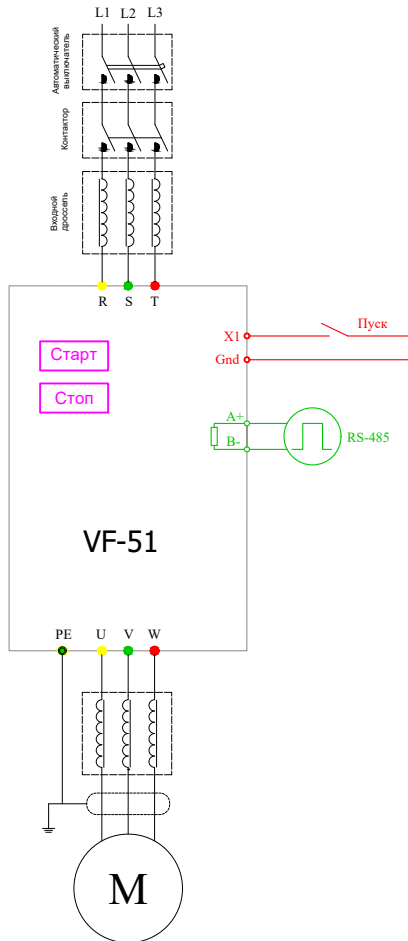 L1 L2 L3
Автоматический
выключатель
Контактор
Входной
дроссель
R S T
Старт
Стоп
X1
Пуск
Gnd
A+
B-
RS-485
VF-51
PE U V W
M